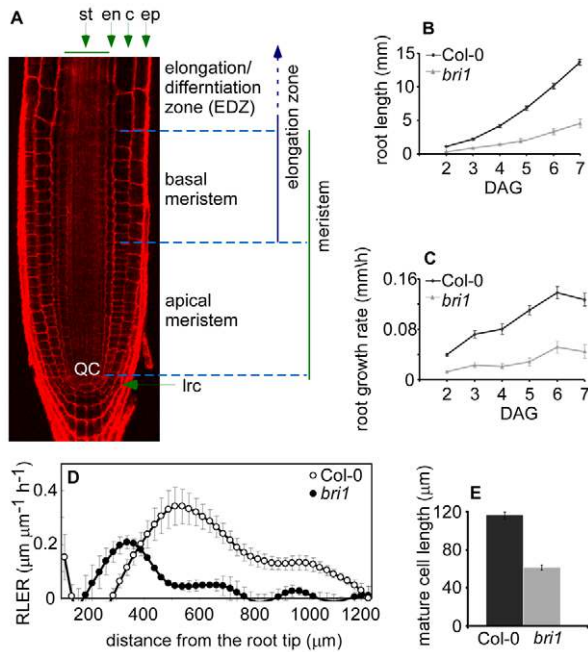 A
st en c ep
elongation/
differntiation
zone (EDZ)
basal
meristem
apical
meristem
elongation zone
meristem
QC
lrc
B
Col-0
bri1
root length
(mm)
15
10
5
0
2 3 4 5 6 7
DAG
C
Col-0
bri1
root growth rate (mm\h)
0.16
0.08
0
2 3 4 5 6 7
DAG
D
Col-0
bri1
RLER (μm μm⁻¹ h⁻¹)
0.4
0.2
0
200 400 600 800 1000 1200
distance from the root tip (μm)
E
mature cell length (μm)
120
60
0
Col-0 bri1